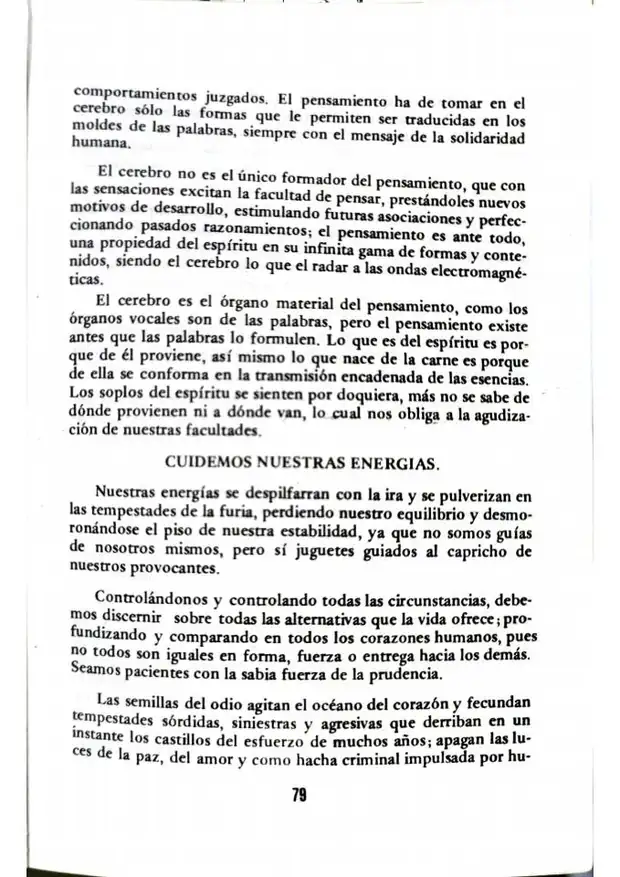 comportamientos juzgados. El pensamiento ha de tomar en el
cerebro sólo las formas que le permiten ser traducidas en los
moldes de las palabras, siempre con el mensaje de la solidaridad
humana.
El cerebro no es el único formador del pensamiento, que con
las sensaciones excitan la facultad de pensar, prestándoles nuevos
motivos de desarrollo, estimulando futuras asociaciones y perfec-
cionando pasados razonamientos; el pensamiento es ante todo,
una propiedad del espíritu en su infinita gama de formas y conte-
nidos, siendo el cerebro lo que el radar a las ondas electromagné-
ticas.
El cerebro es el órgano material del pensamiento, como los
órganos vocales son de las palabras, pero el pensamiento existe
antes que las palabras lo formulen. Lo que es del espíritu es por-
que de él proviene, así mismo lo que nace de la carne es porque
de ella se conforma en la transmisión encadenada de las esencias.
Los soplos del espíritu se sienten por doquiera, más no se sabe de
dónde provienen ni a dónde van, lo cual nos obliga a la agudiza-
ción de nuestras facultades.
CUIDEMOS NUESTRAS ENERGIAS.
Nuestras energías se despilfarran con la ira y se pulverizan en
las tempestades de la furia, perdiendo nuestro equilibrio y desmo-
ronándose el piso de nuestra estabilidad, ya que no somos guías
de nosotros mismos, pero sí juguetes guiados al capricho de
nuestros provocantes.
Controlándonos y controlando todas las circunstancias, debe-
mos discernir sobre todas las alternativas que la vida ofrece; pro-
fundizando y comparando en todos los corazones humanos, pues
no todos son iguales en forma, fuerza o entrega hacia los demás.
Seamos pacientes con la sabia fuerza de la prudencia.
Las semillas del odio agitan el océano del corazón y fecundan
tempestades sórdidas, siniestras y agresivas que derriban en un
instante los castillos del esfuerzo de muchos años; apagan las lu-
ces de la paz, del amor y como hacha criminal impulsada por hu-
79